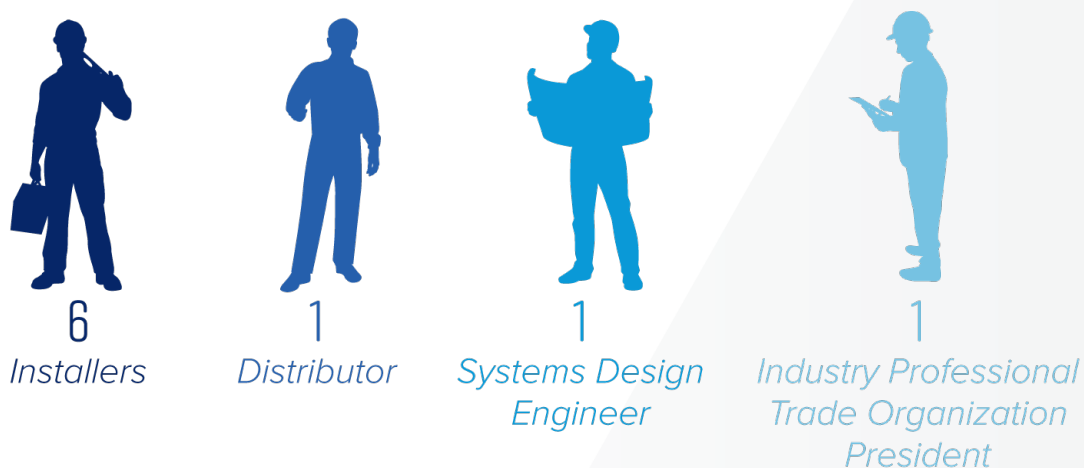 6
Installers
1
Distributor
1
Systems Design
Engineer
1
Industry Professional
Trade Organization
President